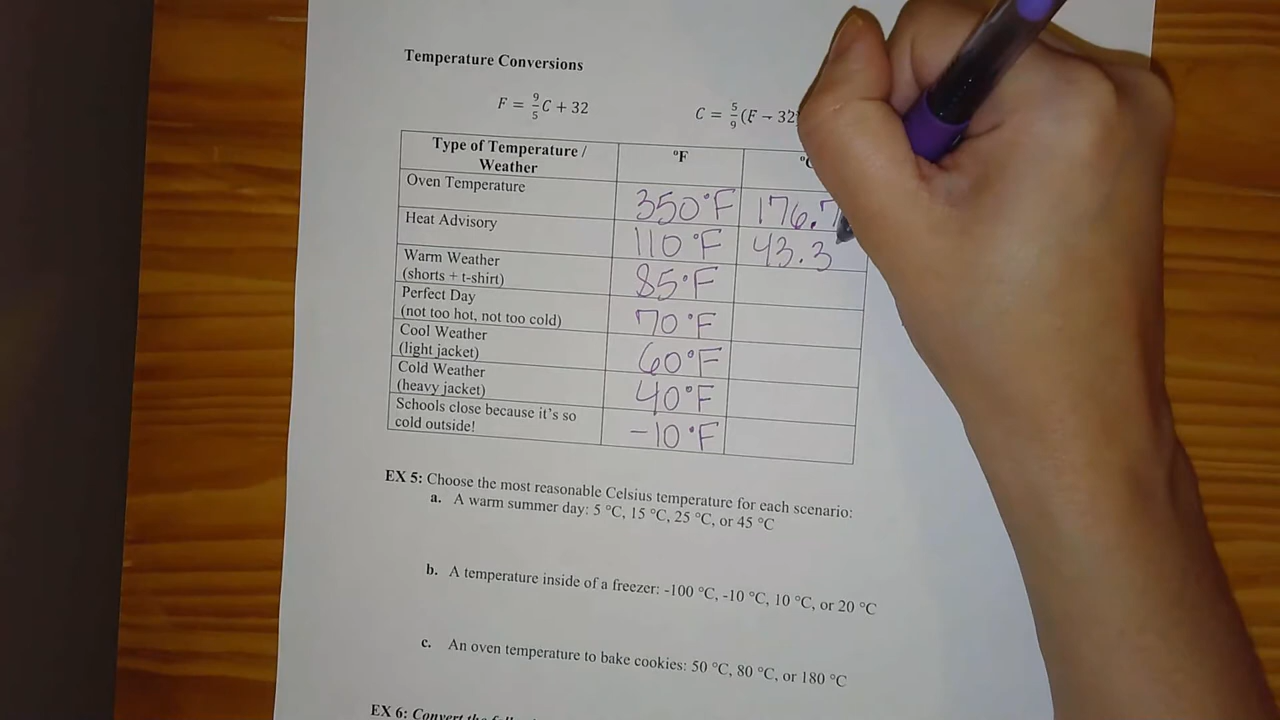 Temperature Conversions
F = 9/5 C + 32
C = 5/9 (F − 32
Type of Temperature / Weather °F
Oven Temperature 350°F 176.7
Heat Advisory 110°F 43.3
Warm Weather (shorts + t-shirt) 85°F
Perfect Day (not too hot, not too cold) 70°F
Cool Weather (light jacket) 60°F
Cold Weather (heavy jacket) 40°F
Schools close because it's so cold outside! -10°F
EX 5: Choose the most reasonable Celsius temperature for each scenario:
a. A warm summer day: 5 °C, 15 °C, 25 °C, or 45 °C
b. A temperature inside of a freezer: -100 °C, -10 °C, 10 °C, or 20 °C
c. An oven temperature to bake cookies: 50 °C, 80 °C, or 180 °C
EX 6: Convert the